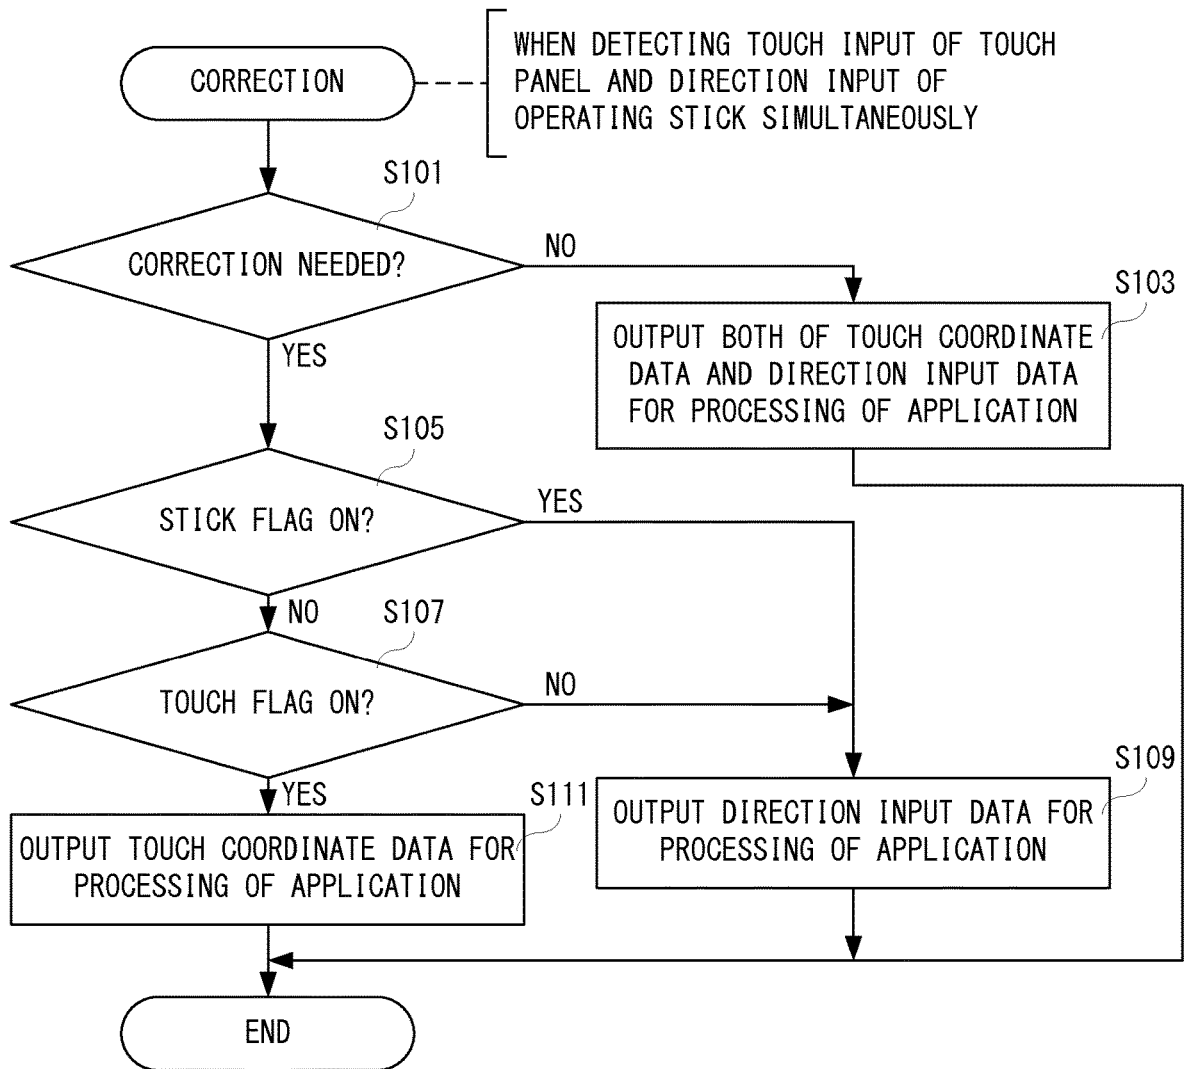 CORRECTION
WHEN DETECTING TOUCH INPUT OF TOUCH
PANEL AND DIRECTION INPUT OF
OPERATING STICK SIMULTANEOUSLY
S101
CORRECTION NEEDED?
NO
YES
S103
OUTPUT BOTH OF TOUCH COORDINATE
DATA AND DIRECTION INPUT DATA
FOR PROCESSING OF APPLICATION
S105
STICK FLAG ON?
YES
NO
S107
TOUCH FLAG ON?
NO
YES
S109
OUTPUT DIRECTION INPUT DATA FOR
PROCESSING OF APPLICATION
S111
OUTPUT TOUCH COORDINATE DATA FOR
PROCESSING OF APPLICATION
END